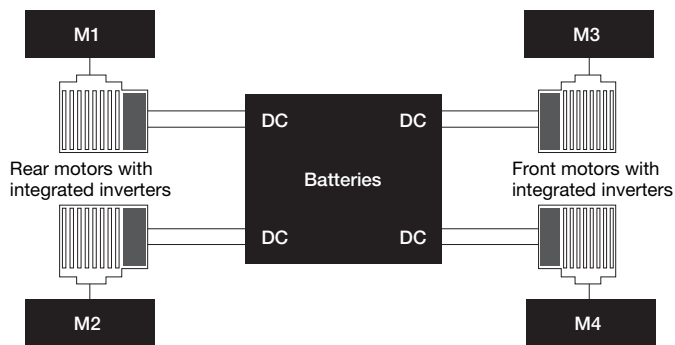 M1
M3
DC
DC
Rear motors with
integrated inverters
Batteries
Front motors with
integrated inverters
DC
DC
M2
M4